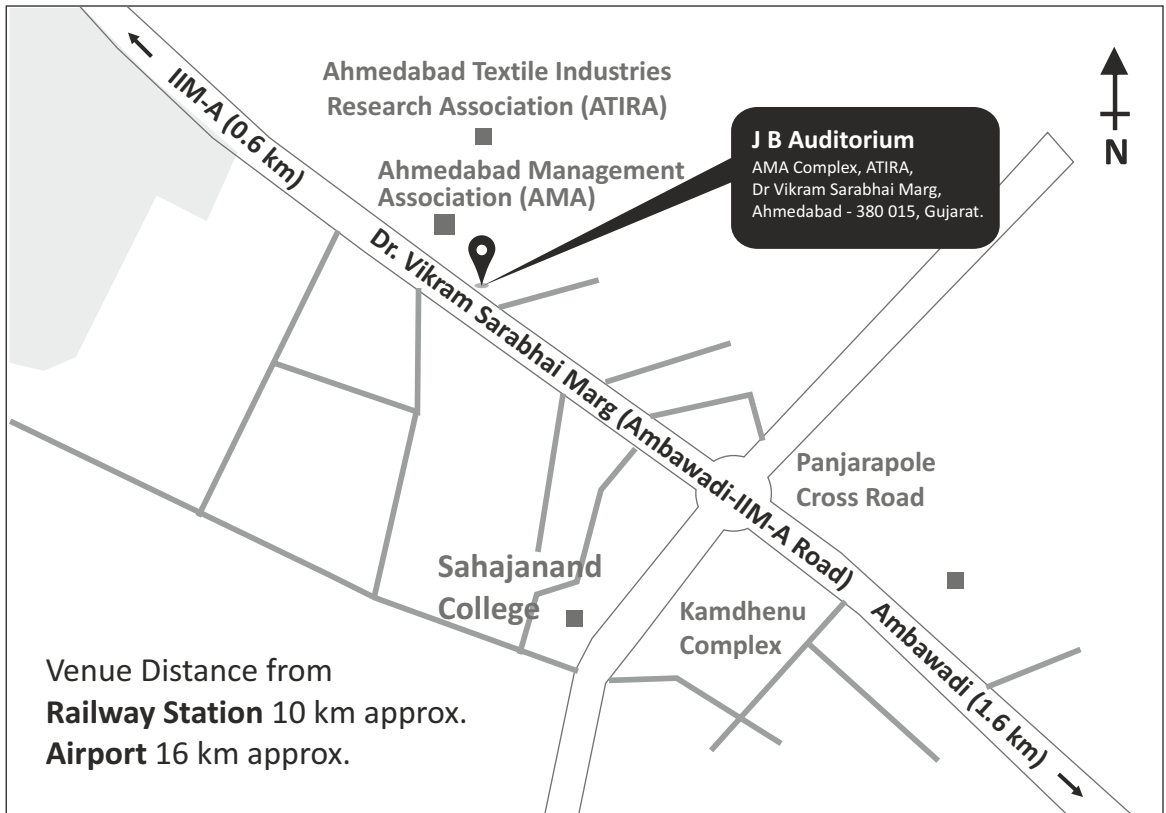 IIM-A (0.6 km)
Ahmedabad Textile Industries
Research Association (ATIRA)
Ahmedabad Management
Association (AMA)
J B Auditorium
AMA Complex, ATIRA,
Dr Vikram Sarabhai Marg,
Ahmedabad - 380 015, Gujarat.
N
Dr. Vikram Sarabhai Marg (Ambawadi-IIM-A Road)
Panjarapole
Cross Road
Sahajanand
College
Kamdhenu
Complex
Ambawadi (1.6 km)
Venue Distance from
Railway Station 10 km approx.
Airport 16 km approx.